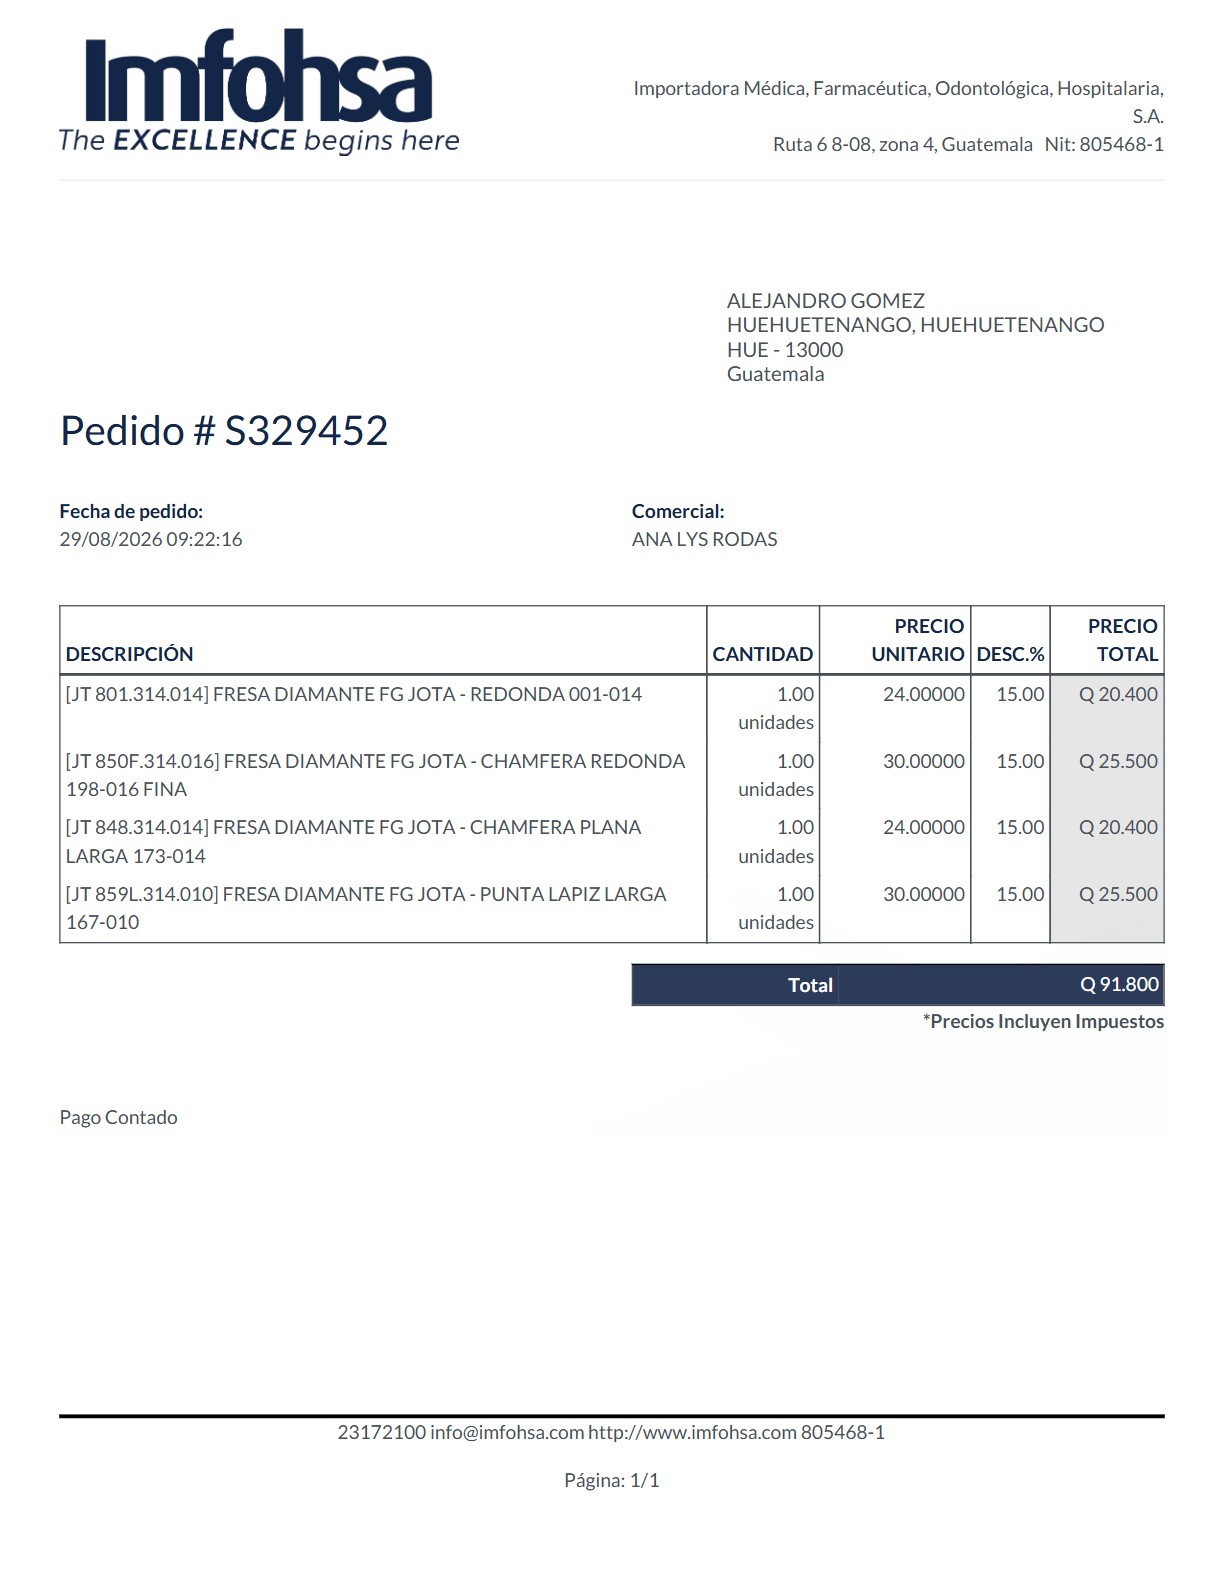 Imfohsa
The EXCELLENCE begins here
Importadora Médica, Farmacéutica, Odontológica, Hospitalaria,
S.A.
Ruta 6 8-08, zona 4, Guatemala Nit: 805468-1
ALEJANDRO GOMEZ
HUEHUETENANGO, HUEHUETENANGO
HUE - 13000
Guatemala
Pedido # S329452
Fecha de pedido: Comercial:
29/08/2026 09:22:16 ANA LYS RODAS
PRECIO PRECIO
DESCRIPCIÓN CANTIDAD UNITARIO DESC.% TOTAL
[JT 801.314.014] FRESA DIAMANTE FG JOTA - REDONDA 001-014 1.00 24.00000 15.00 Q 20.400
unidades
[JT 850F.314.016] FRESA DIAMANTE FG JOTA - CHAMFERA REDONDA 1.00 30.00000 15.00 Q 25.500
198-016 FINA unidades
[JT 848.314.014] FRESA DIAMANTE FG JOTA - CHAMFERA PLANA 1.00 24.00000 15.00 Q 20.400
LARGA 173-014 unidades
[JT 859L.314.010] FRESA DIAMANTE FG JOTA - PUNTA LAPIZ LARGA 1.00 30.00000 15.00 Q 25.500
167-010 unidades
Total Q 91.800
*Precios Incluyen Impuestos
Pago Contado
23172100 info@imfohsa.com http://www.imfohsa.com 805468-1
Página: 1/1